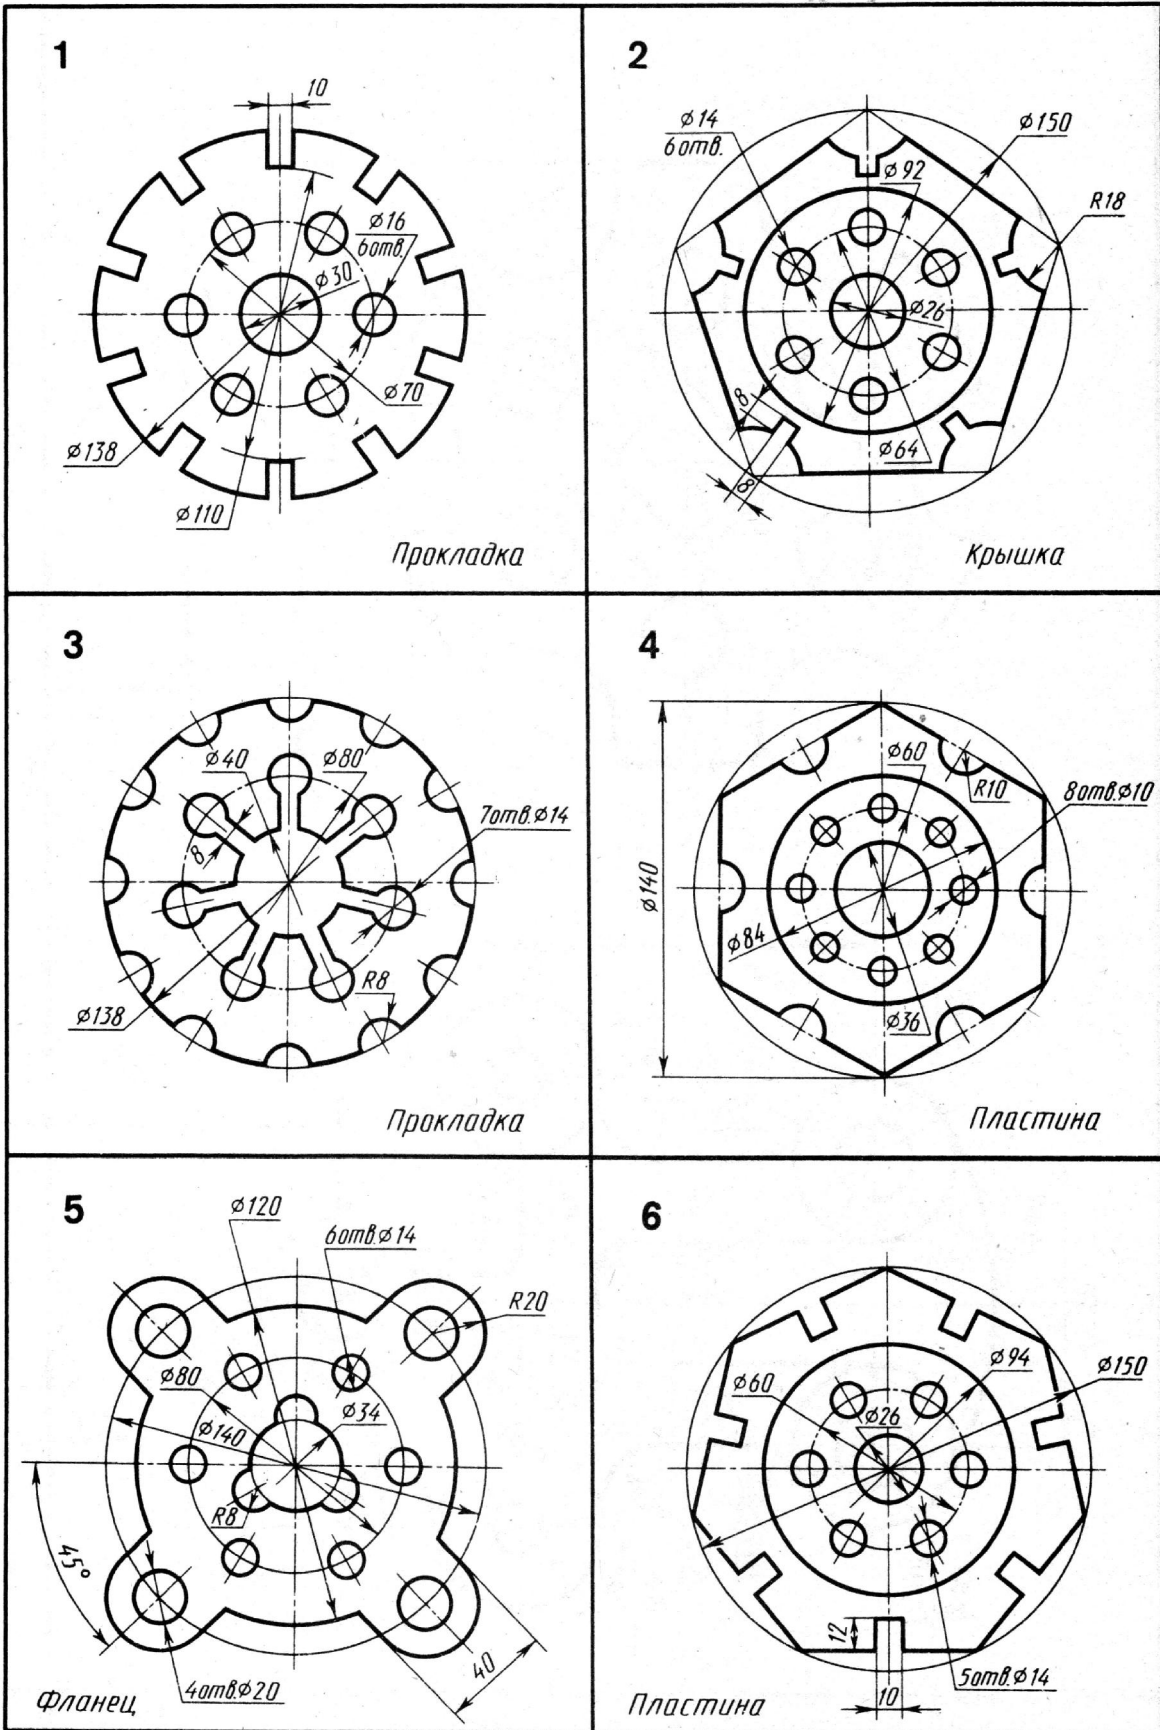 1
10
⌀16
6отв.
⌀30
⌀70
⌀138
⌀110
Прокладка
2
⌀14
6отв.
⌀150
⌀92
R18
⌀26
8
⌀64
8
Крышка
3
⌀40
⌀80
7отв.⌀14
8
R8
⌀138
Прокладка
4
⌀60
R10
8отв.⌀10
⌀140
⌀84
⌀36
Пластина
5
⌀120
6отв.⌀14
R20
⌀80
⌀34
⌀140
R8
45°
40
4отв.⌀20
Фланец
6
⌀94
⌀150
⌀60
⌀26
12
5отв.⌀14
10
Пластина